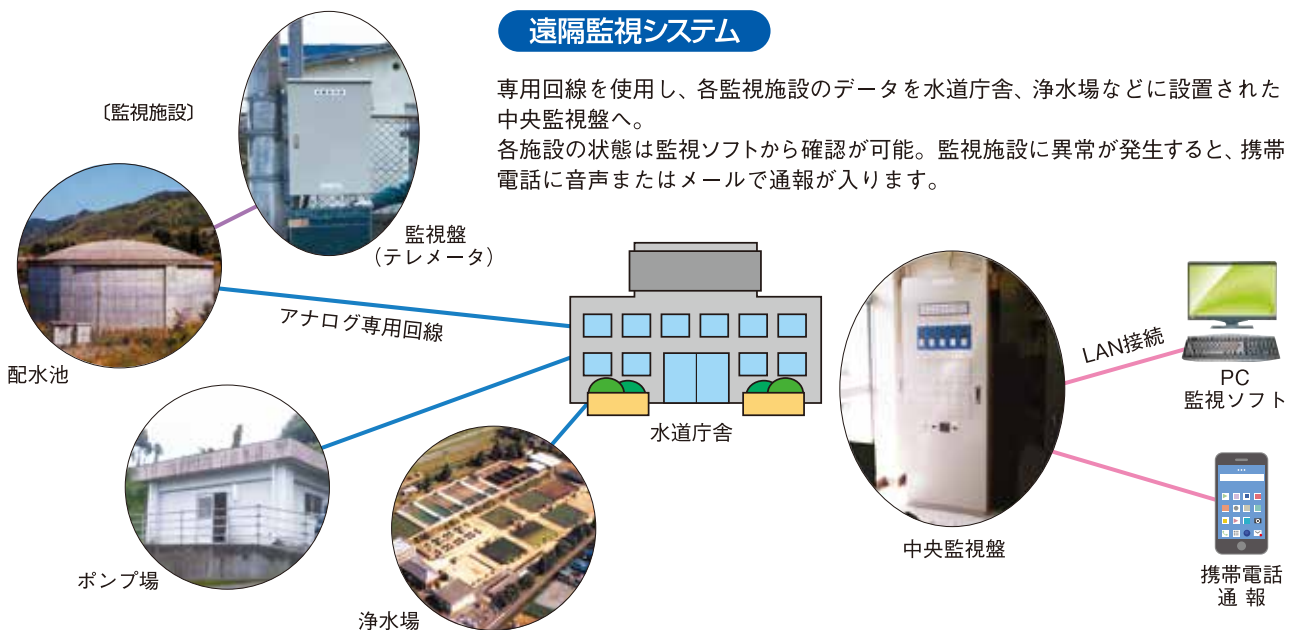 遠隔監視システム
専用回線を使用し、各監視施設のデータを水道庁舎、浄水場などに設置された
中央監視盤へ。
各施設の状態は監視ソフトから確認が可能。監視施設に異常が発生すると、携帯
電話に音声またはメールで通報が入ります。
〔監視施設〕
監視盤
（テレメータ）
配水池
アナログ専用回線
ポンプ場
浄水場
水道庁舎
中央監視盤
LAN接続
PC
監視ソフト
携帯電話
通 報